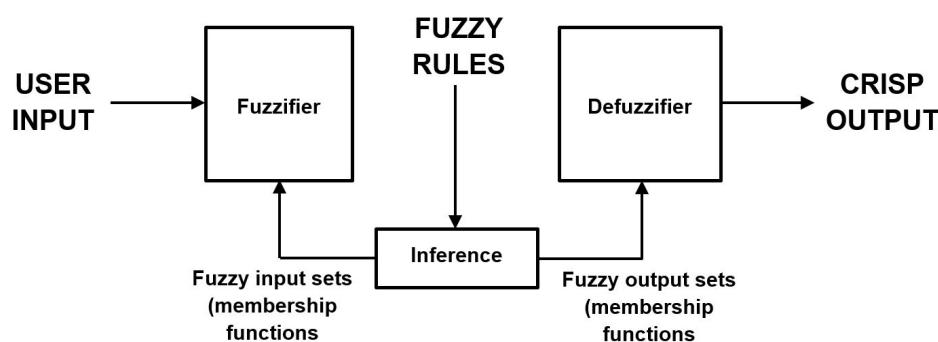 USER
INPUT
Fuzzifier
FUZZY
RULES
Defuzzifier
CRISP
OUTPUT
Inference
Fuzzy input sets
(membership
functions
Fuzzy output sets
(membership
functions